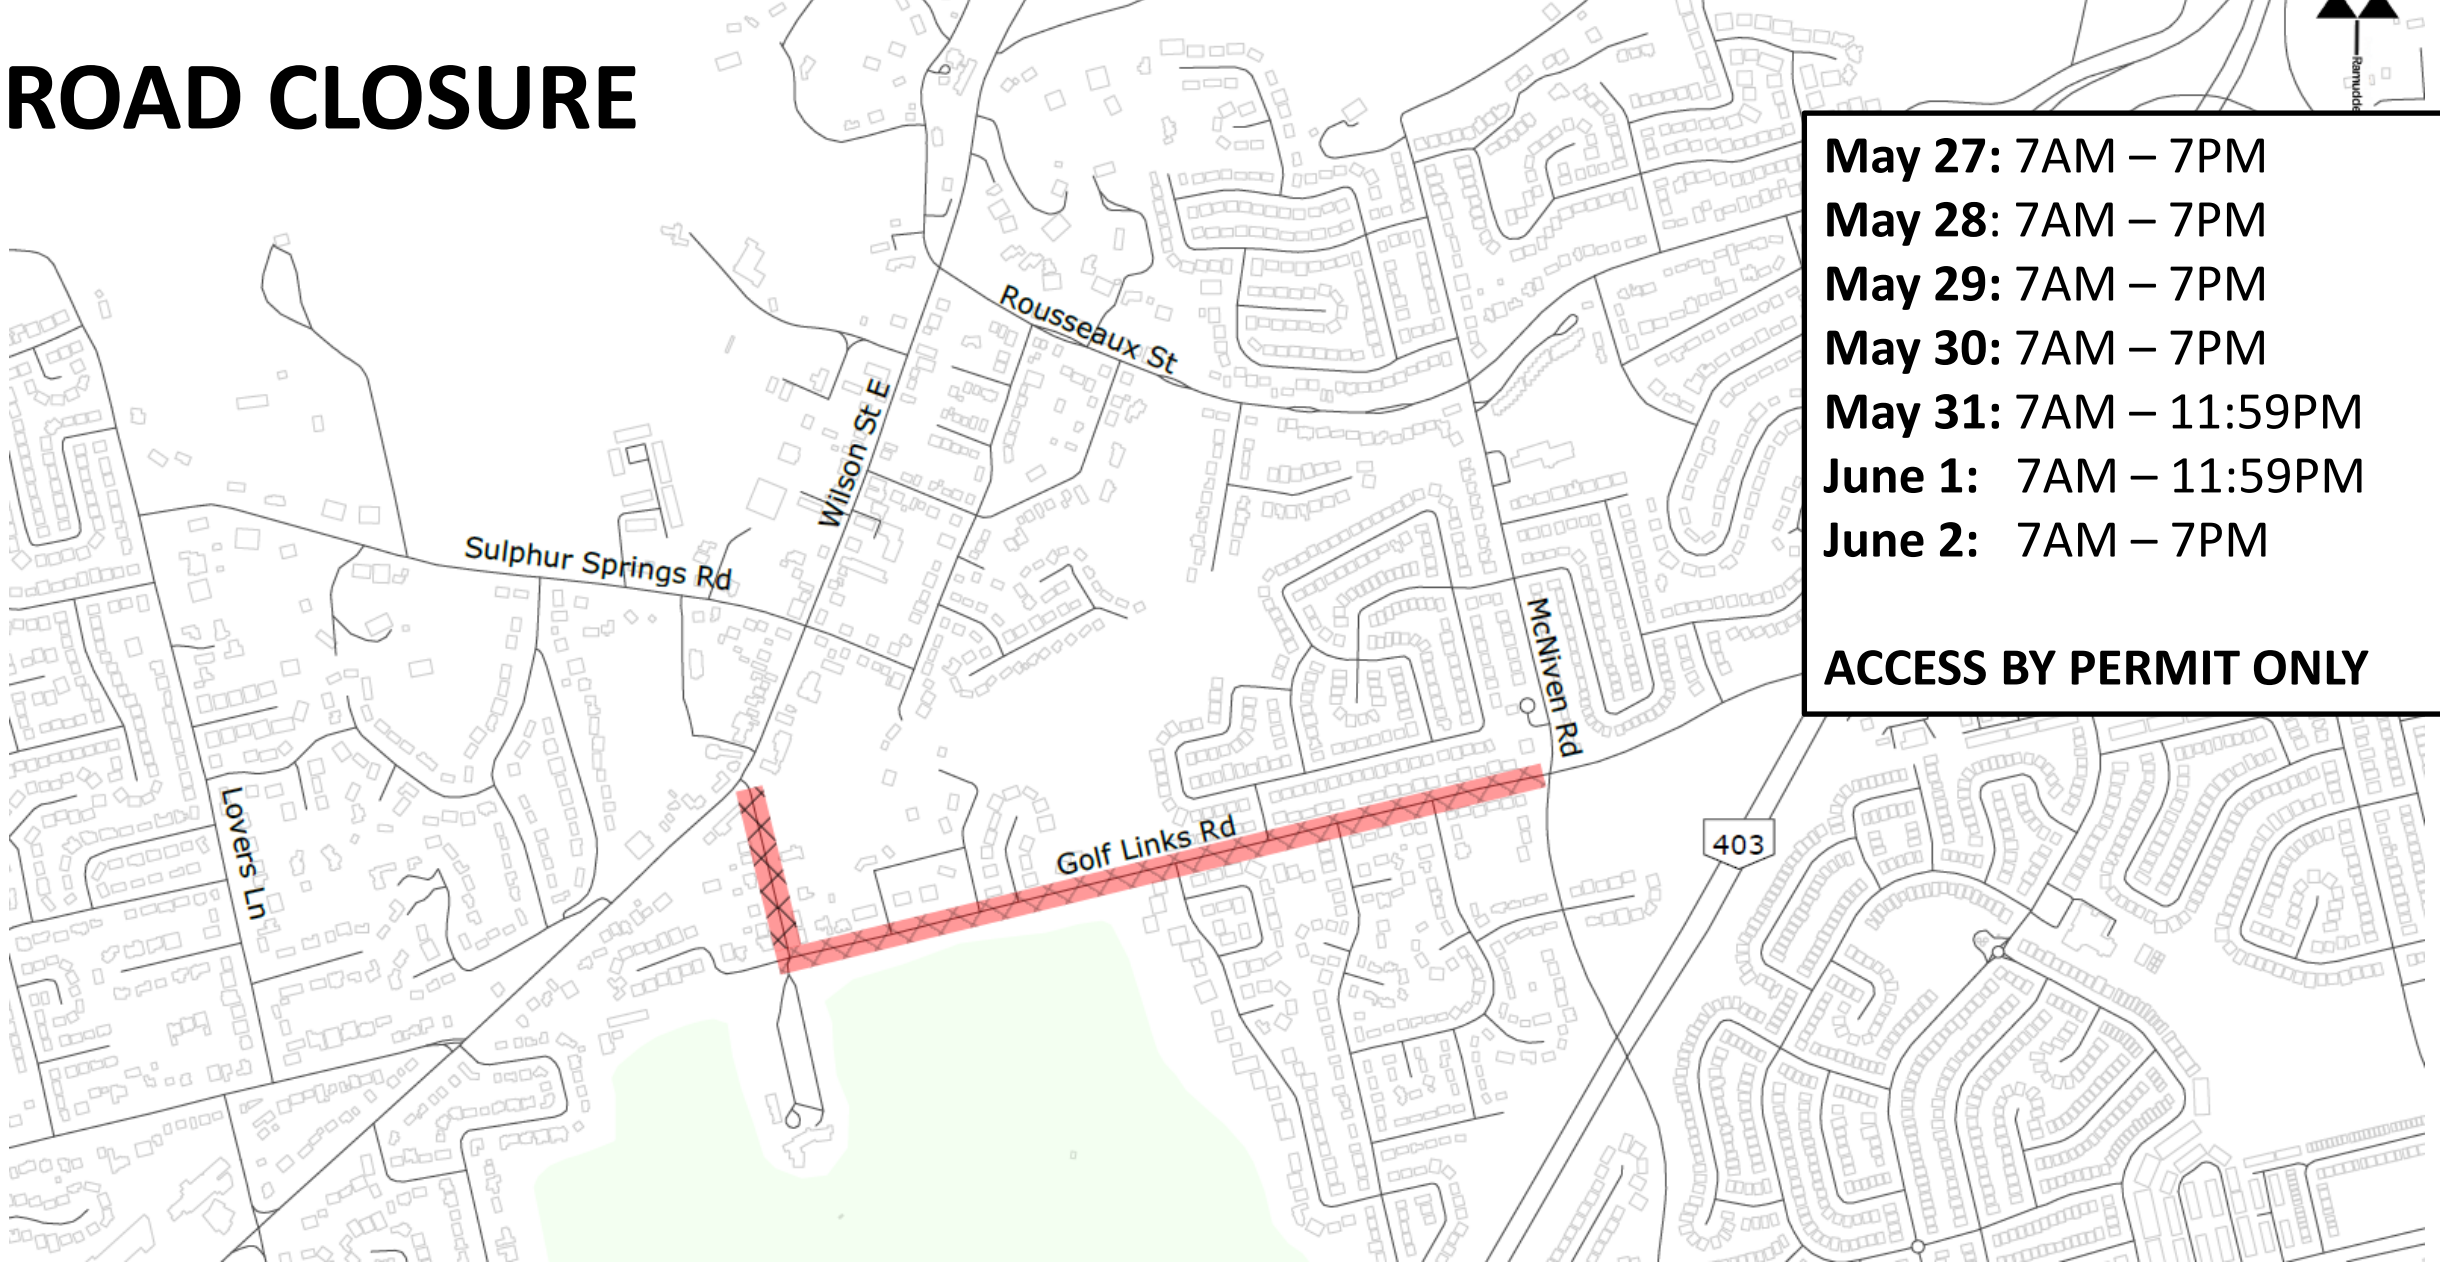 ROAD CLOSURE
Ramudde
May 27: 7AM – 7PM
May 28: 7AM – 7PM
May 29: 7AM – 7PM
May 30: 7AM – 7PM
May 31: 7AM – 11:59PM
June 1: 7AM – 11:59PM
June 2: 7AM – 7PM
ACCESS BY PERMIT ONLY
Rousseaux St
Wilson St E
Sulphur Springs Rd
McNiven Rd
Lovers Ln
Golf Links Rd
403